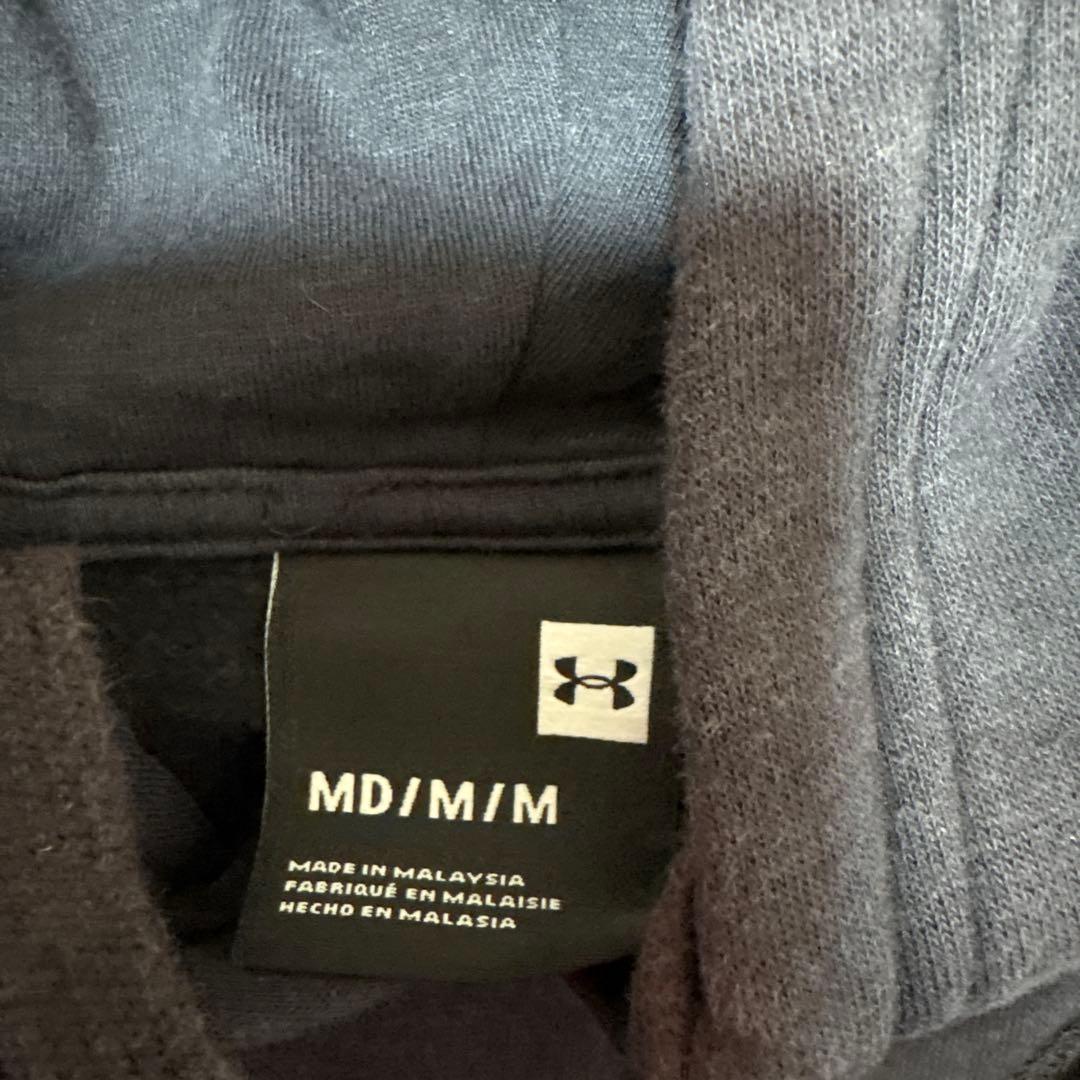 MD/M/M
MADE IN MALAYSIA
FABRIQUÉ EN MALAISIE
HECHO EN MALASIA